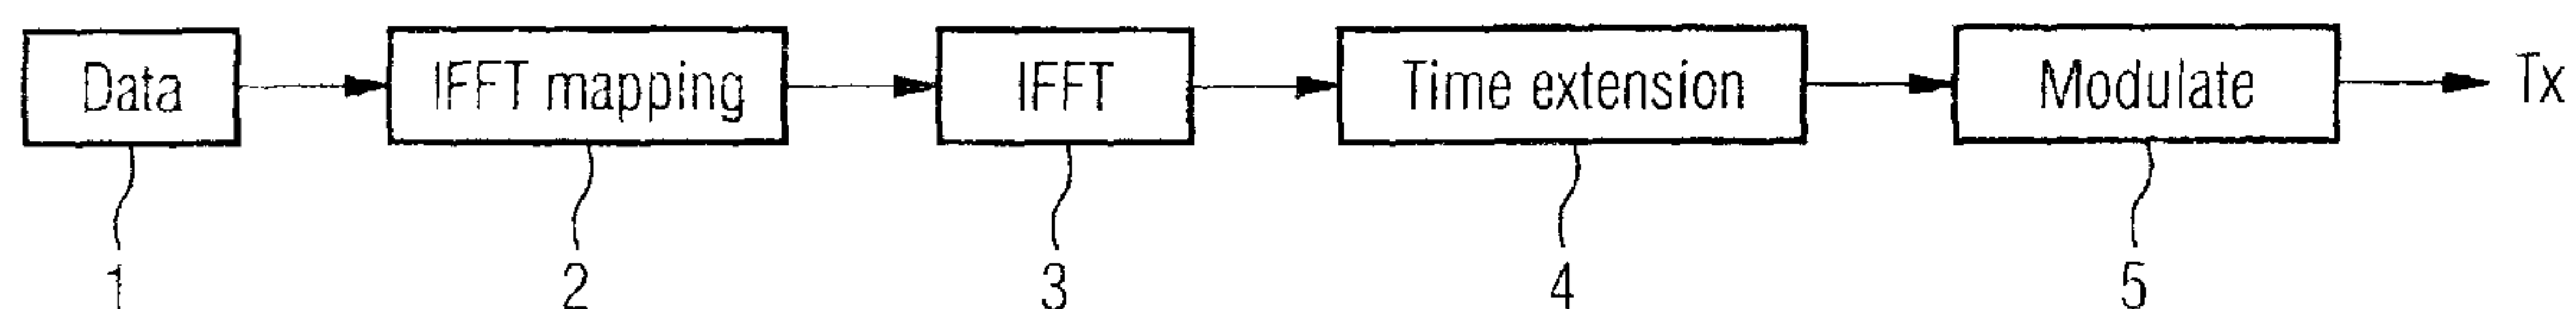 Data IFFT mapping IFFT Time extension Modulate Tx
1 2 3 4 5